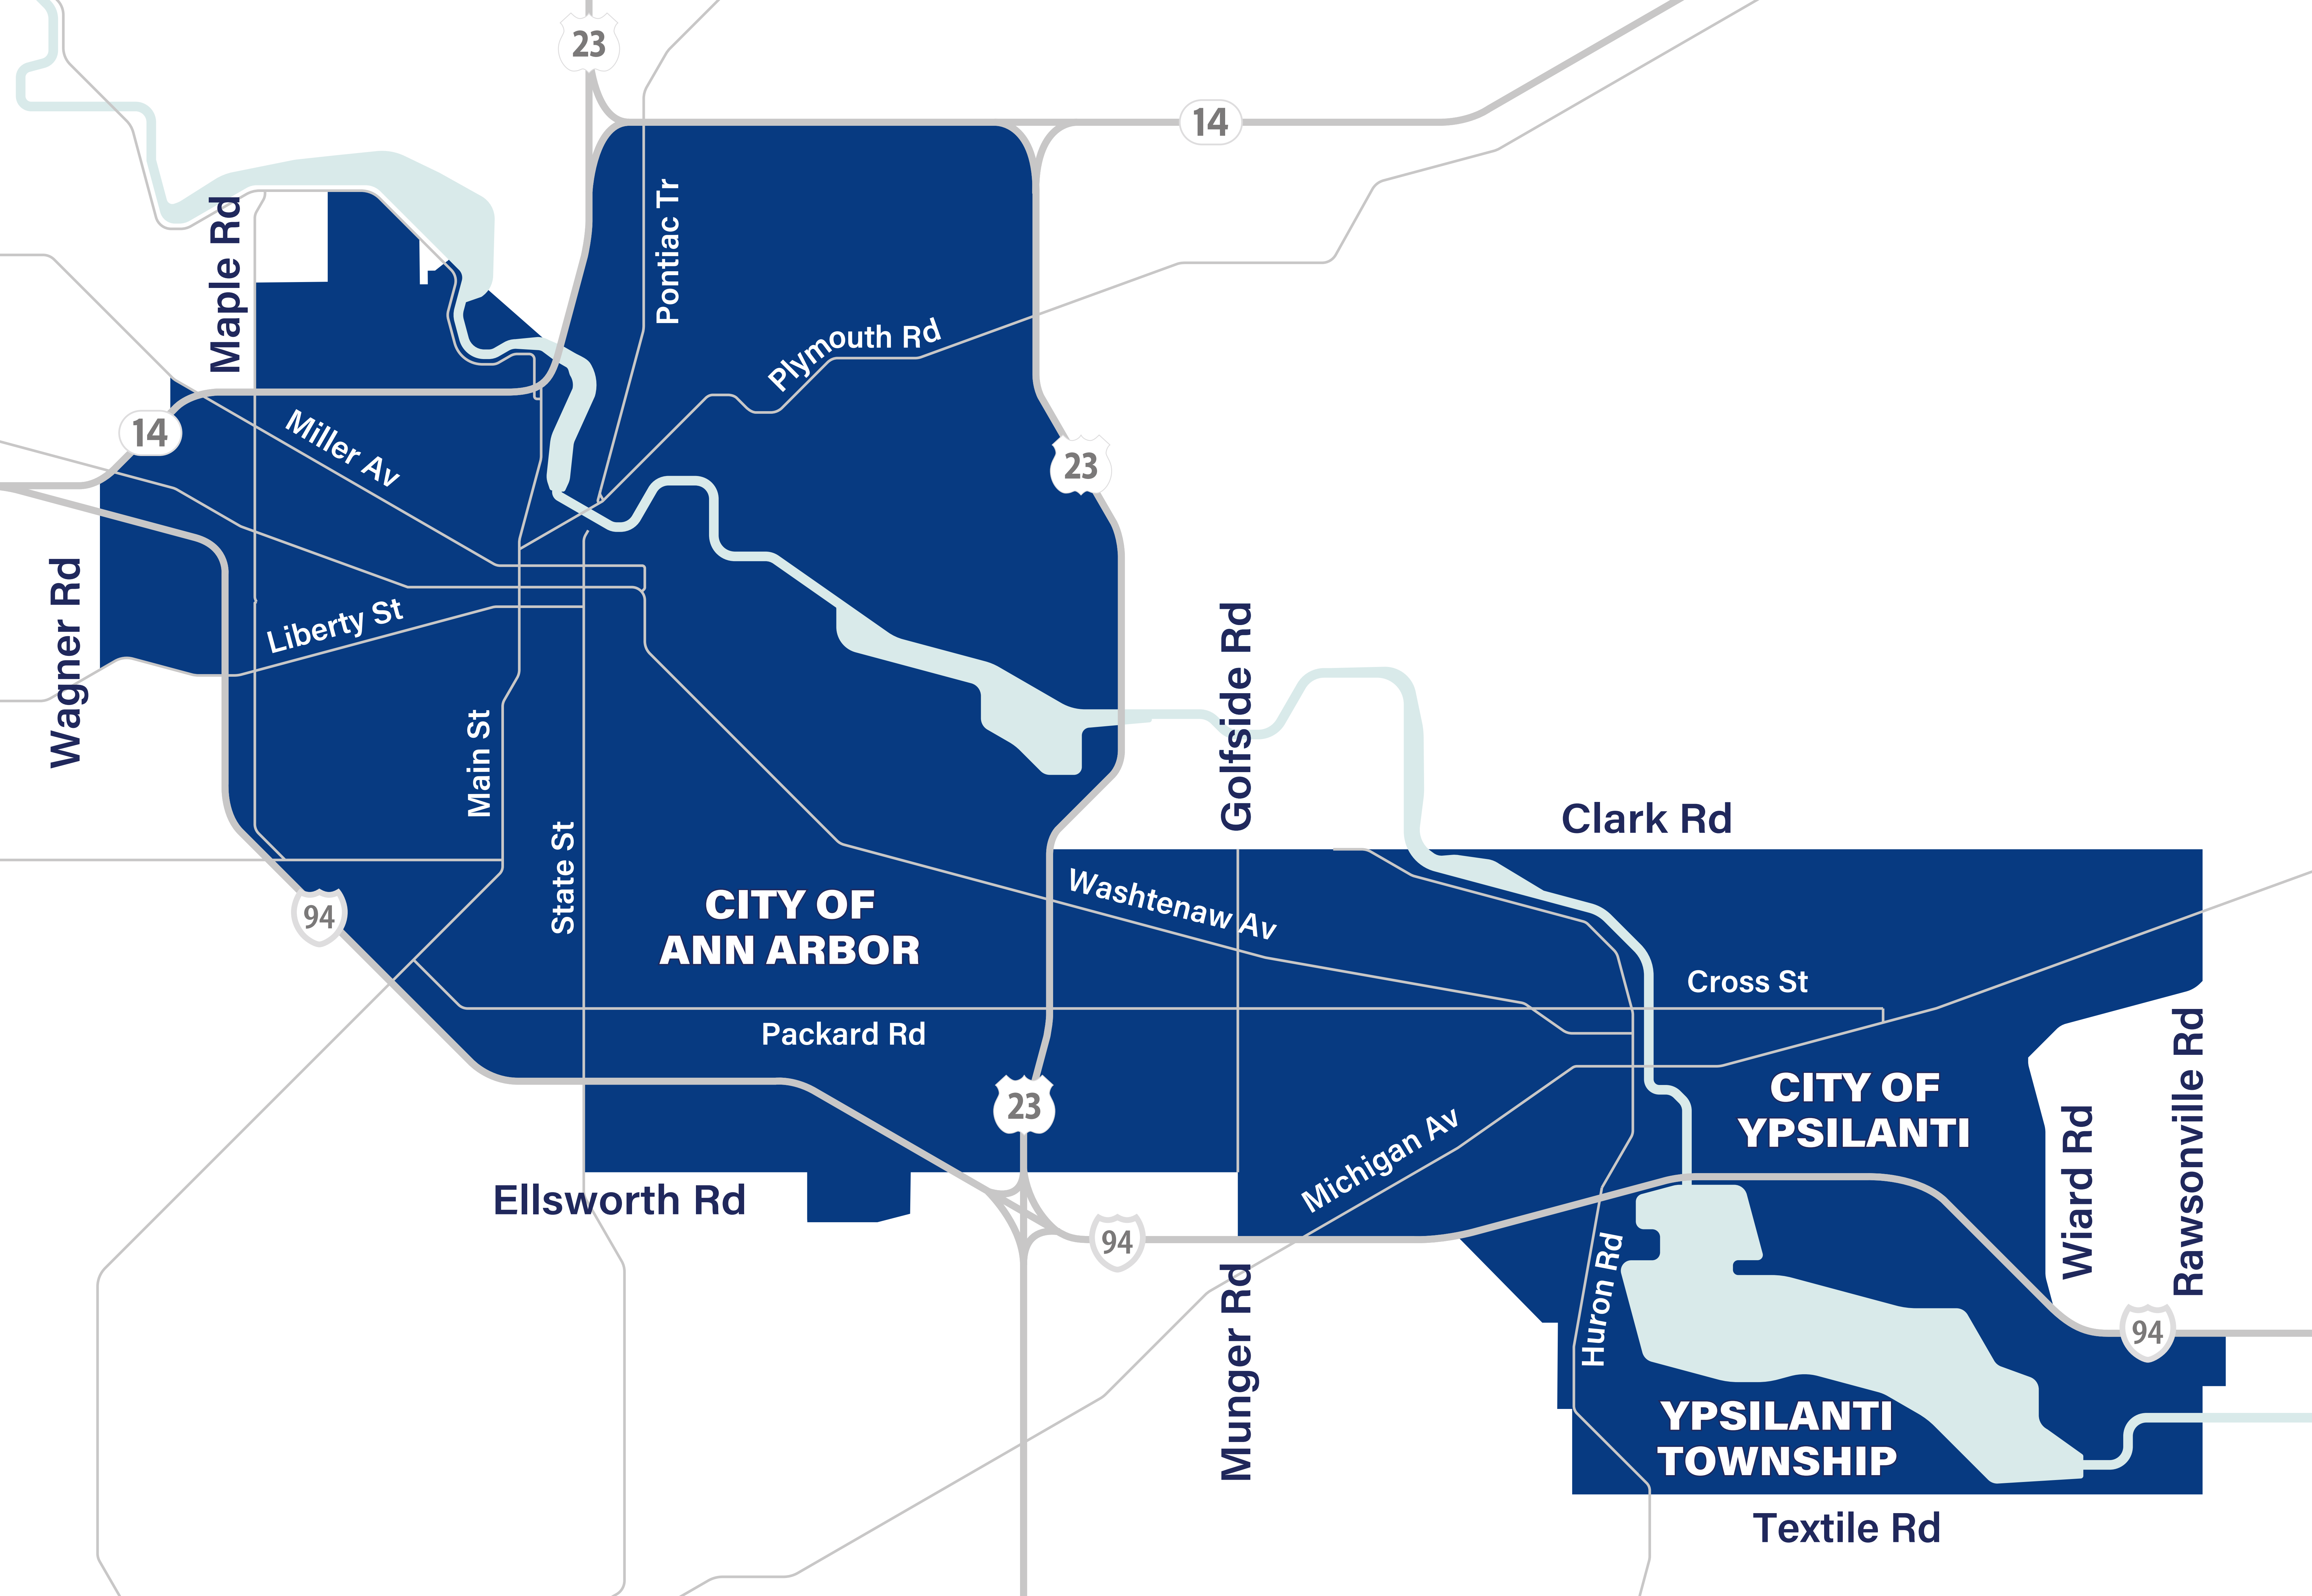 23
14
Pontiac Tr
Maple Rd
Plymouth Rd
14
Miller Av
23
Wagner Rd
Liberty St
Golfside Rd
Main St
Clark Rd
State St
94
CITY OF
ANN ARBOR
Washtenaw Av
Cross St
Packard Rd
23
CITY OF
YPSILANTI
Rawsonville Rd
Wiard Rd
Michigan Av
Ellsworth Rd
94
Huron Rd
Munger Rd
94
YPSILANTI
TOWNSHIP
Textile Rd